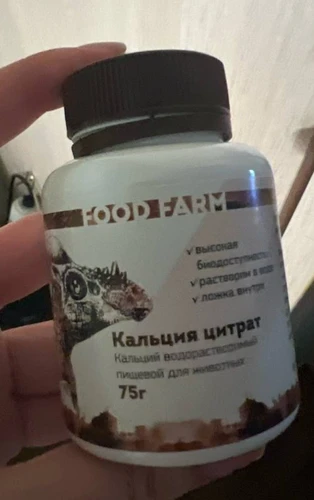 FOOD FARM
✓ высокая
биодоступность
✓ растворим в воде
✓ ложка внутри
Кальция цитрат
Кальций водорастворимый
пищевой для животных
75г